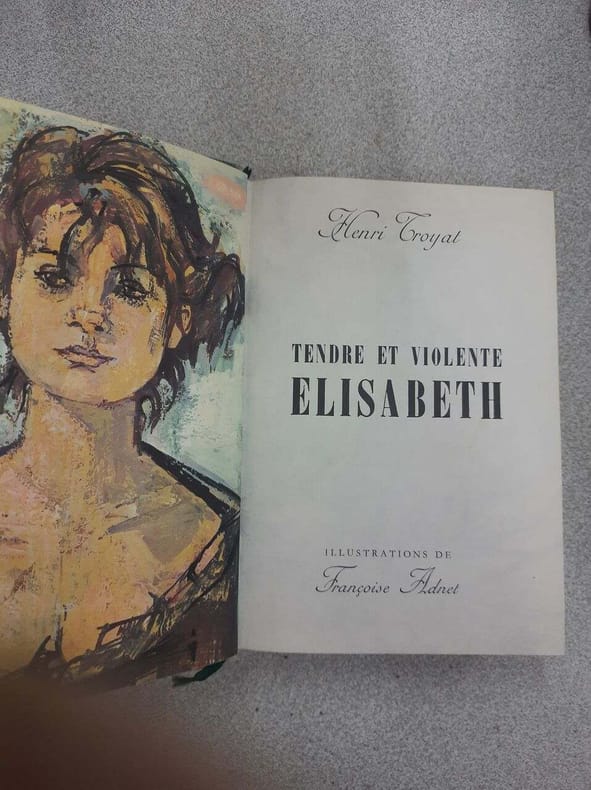 Henri Troyat
TENDRE ET VIOLENTE
ELISABETH
ILLUSTRATIONS DE
Françoise Adnet